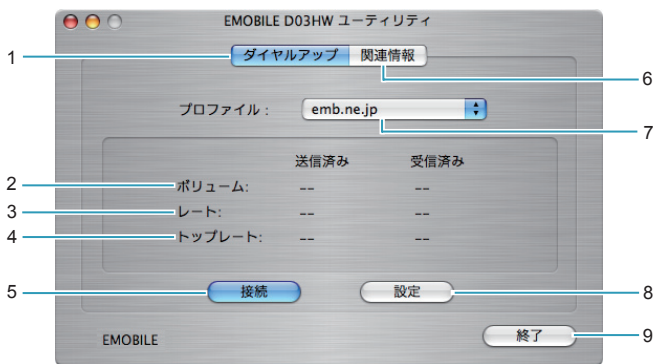 EMOBILE D03HW ユーティリティ
1
ダイヤルアップ 関連情報
6
プロファイル : emb.ne.jp
7
送信済み 受信済み
2 ボリューム: -- --
3 レート: -- --
4 トップレート: -- --
5 接続 設定 8
EMOBILE 終了 9